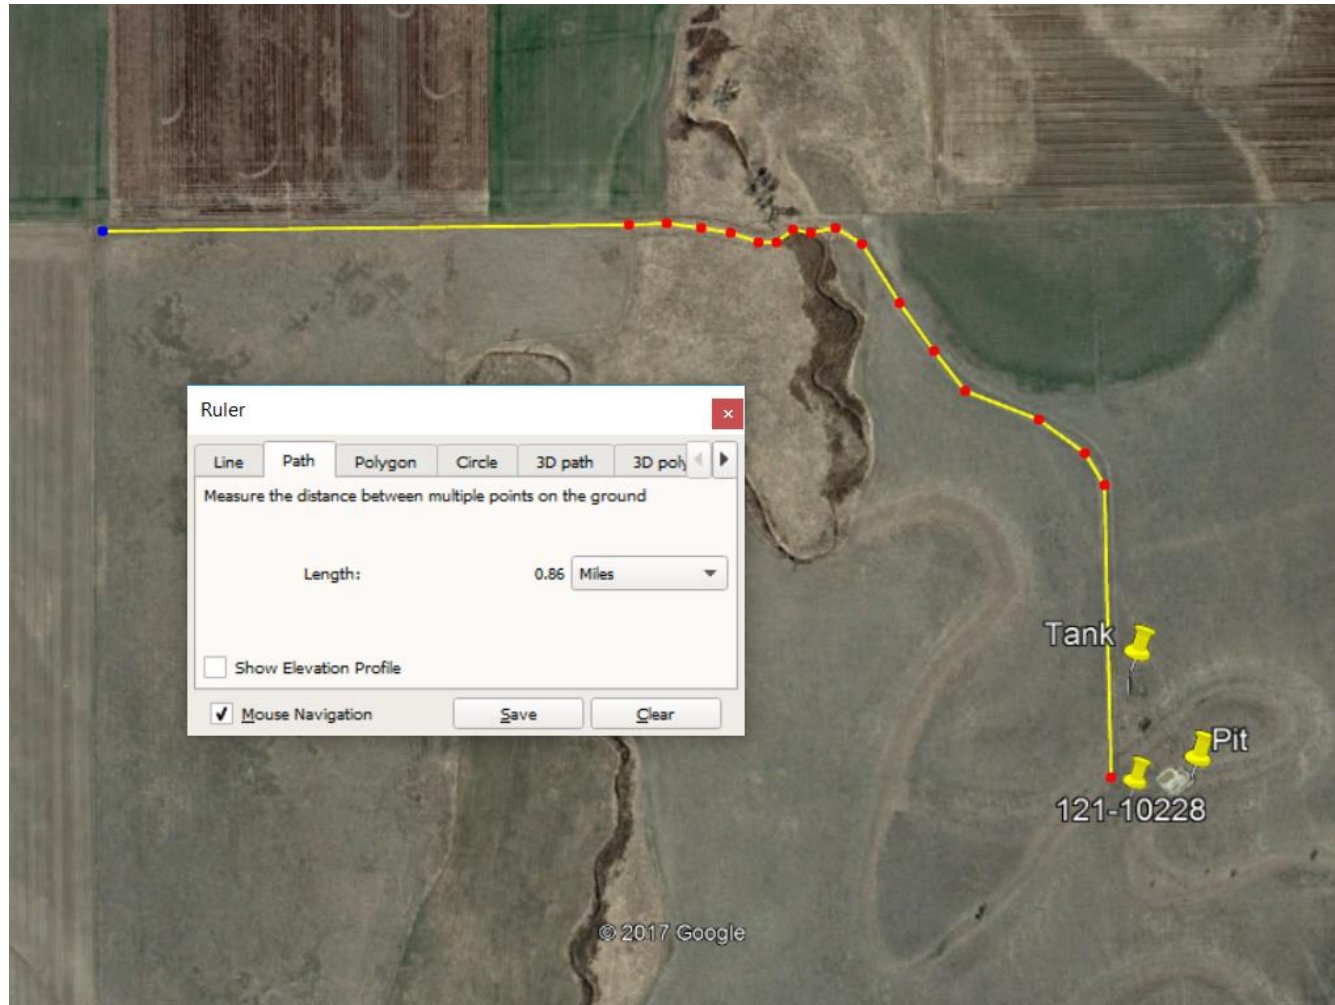 Ruler
Line Path Polygon Circle 3D path 3D poly
Measure the distance between multiple points on the ground
Length: 0.86 Miles
Tank
Show Elevation Profile
Mouse Navigation Save Clear
Pit
121-10228
© 2017 Google